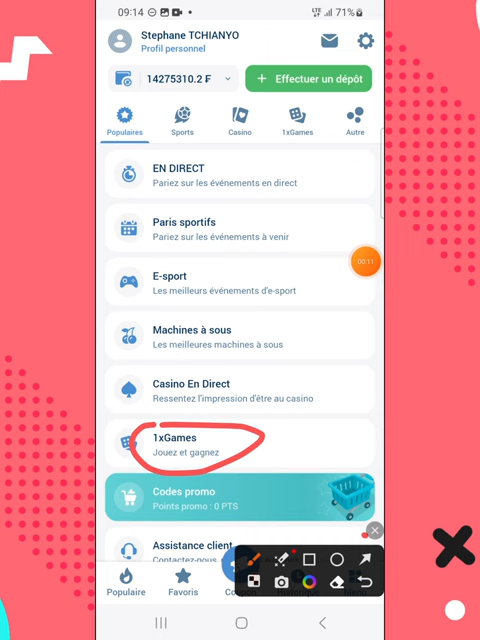 09:14
LTE 71%
Stephane TCHIANYO
Profil personnel
14275310.2 ₣
+ Effectuer un dépôt
Populaires
Sports
Casino
1xGames
Autre
EN DIRECT
Pariez sur les événements en direct
Paris sportifs
Pariez sur les événements à venir
00:11
E-sport
Les meilleurs événements d'e-sport
Machines à sous
Les meilleures machines à sous
Casino En Direct
Ressentez l'impression d'être au casino
1xGames
Jouez et gagnez
Codes promo
Points promo : 0 PTS
Assistance client
Populaire
Favoris